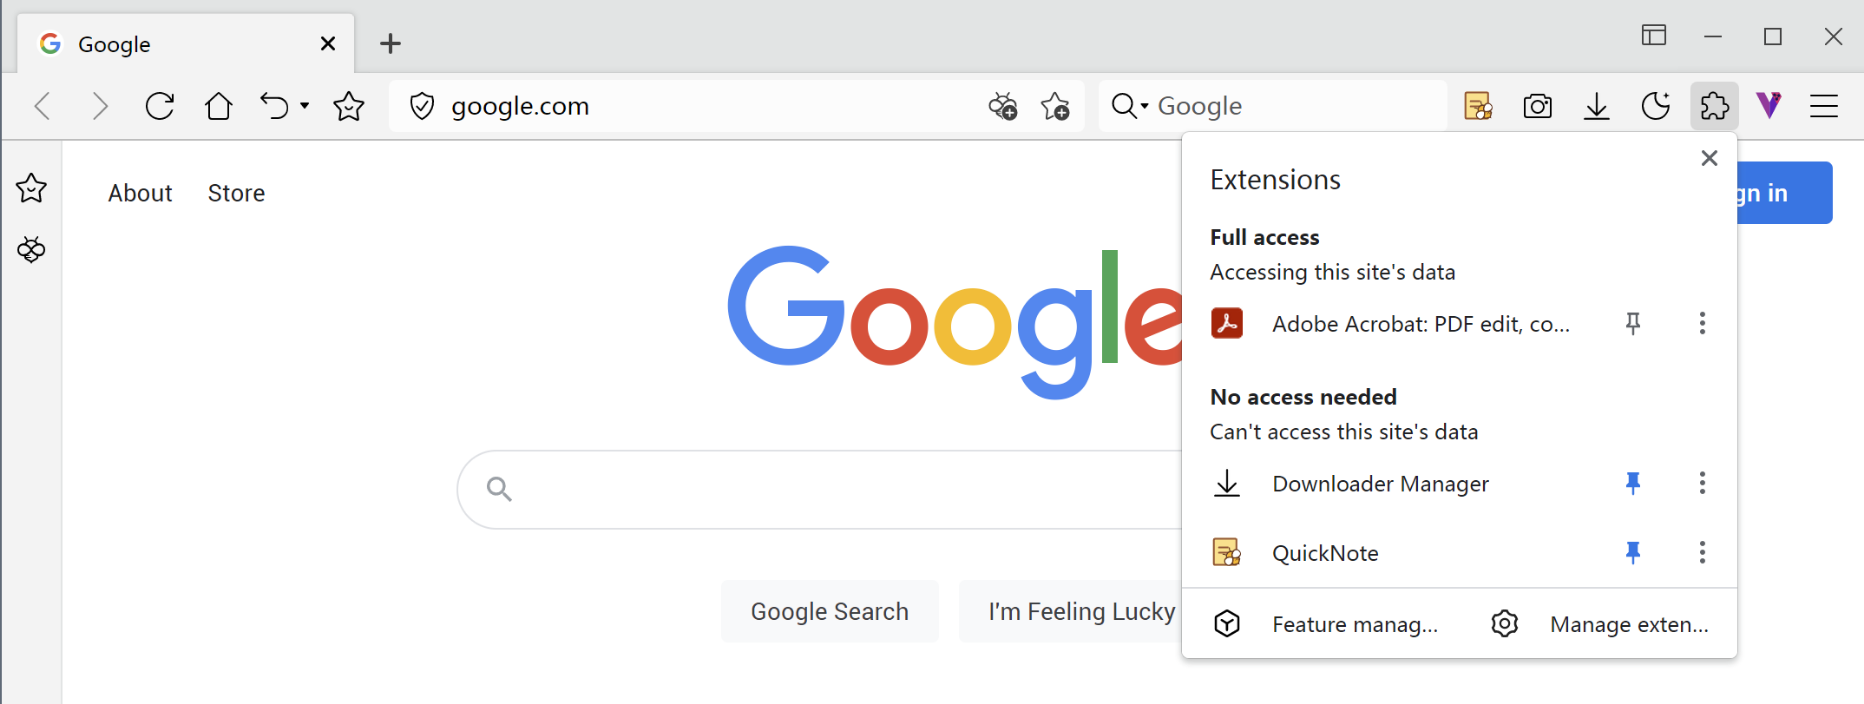 Google
google.com
Google
About
Store
gn in
Google
Extensions
Full access
Accessing this site's data
Adobe Acrobat: PDF edit, co...
No access needed
Can't access this site's data
Downloader Manager
QuickNote
Google Search
I'm Feeling Lucky
Feature manag...
Manage exten...